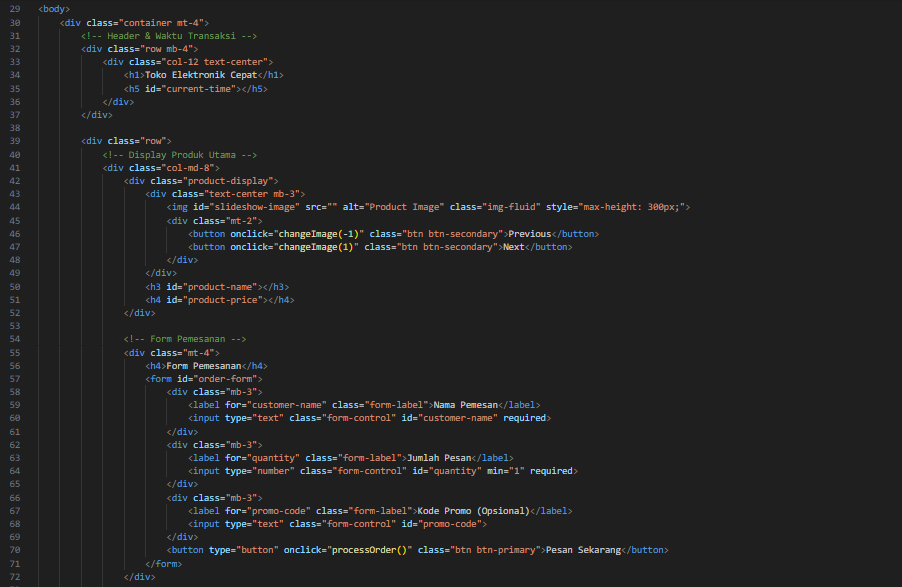 29 <body>
30     <div class="container mt-4">
31         <!-- Header & Waktu Transaksi -->
32         <div class="row mb-4">
33             <div class="col-12 text-center">
34                 <h1>Toko Elektronik Cepat</h1>
35                 <h5 id="current-time"></h5>
36             </div>
37         </div>
38
39         <div class="row">
40             <!-- Display Produk Utama -->
41             <div class="col-md-8">
42                 <div class="product-display">
43                     <div class="text-center mb-3">
44                         <img id="slideshow-image" src="" alt="Product Image" class="img-fluid" style="max-height: 300px;">
45                         <div class="mt-2">
46                             <button onclick="changeImage(-1)" class="btn btn-secondary">Previous</button>
47                             <button onclick="changeImage(1)" class="btn btn-secondary">Next</button>
48                         </div>
49                     </div>
50                     <h3 id="product-name"></h3>
51                     <h4 id="product-price"></h4>
52                 </div>
53
54                 <!-- Form Pemesanan -->
55                 <div class="mt-4">
56                     <h4>Form Pemesanan</h4>
57                     <form id="order-form">
58                         <div class="mb-3">
59                             <label for="customer-name" class="form-label">Nama Pemesan</label>
60                             <input type="text" class="form-control" id="customer-name" required>
61                         </div>
62                         <div class="mb-3">
63                             <label for="quantity" class="form-label">Jumlah Pesan</label>
64                             <input type="number" class="form-control" id="quantity" min="1" required>
65                         </div>
66                         <div class="mb-3">
67                             <label for="promo-code" class="form-label">Kode Promo (Opsional)</label>
68                             <input type="text" class="form-control" id="promo-code">
69                         </div>
70                         <button type="button" onclick="processOrder()" class="btn btn-primary">Pesan Sekarang</button>
71                     </form>
72                 </div>